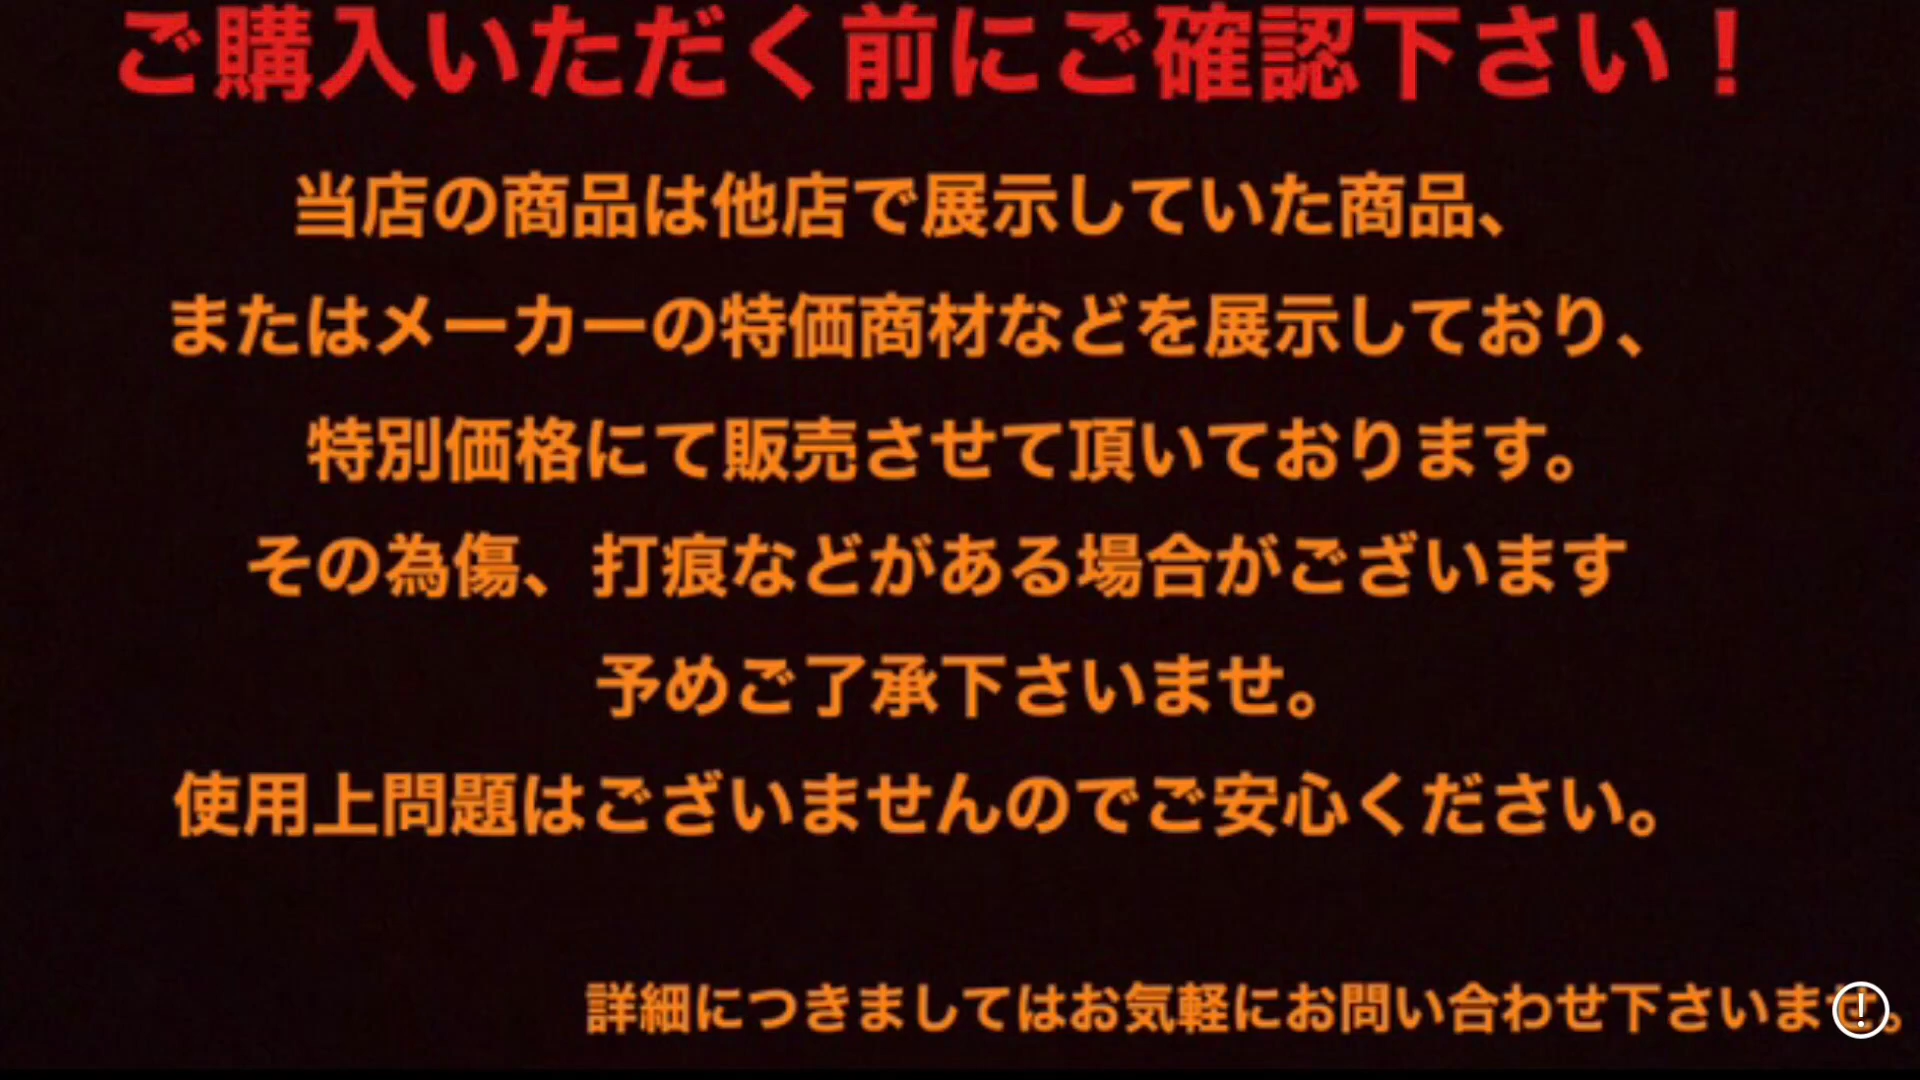 ご購入いただく前にご確認下さい！
当店の商品は他店で展示していた商品、
またはメーカーの特価商材などを展示しており、
特別価格にて販売させて頂いております。
その為傷、打痕などがある場合がございます
予めご了承下さいませ。
使用上問題はございませんのでご安心ください。
詳細につきましてはお気軽にお問い合わせ下さいませ。